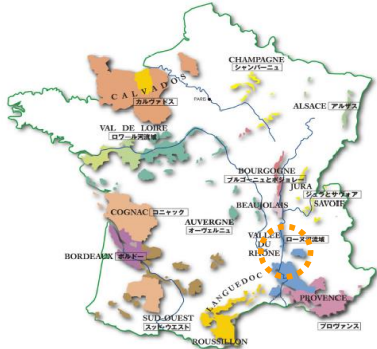 CHAMPAGNE
シャンパーニュ
CALVADOS
カルヴァドス
PARIS
ALSACE アルザス
VAL DE LOIRE
ロワール河流域
BOURGOGNE
ブルゴーニュとボジョレー
JURA
ジュラとサヴォア
SAVOIE
BEAUJOLAIS
COGNAC コニャック
AUVERGNE
オーヴェルニュ
VALLÉE
DU
RHÔNE
ローヌ河流域
BORDEAUX ボルドー
LANGUEDOC
PROVENCE
プロヴァンス
SUD-OUEST
スッド・ウエスト
ROUSSILLON